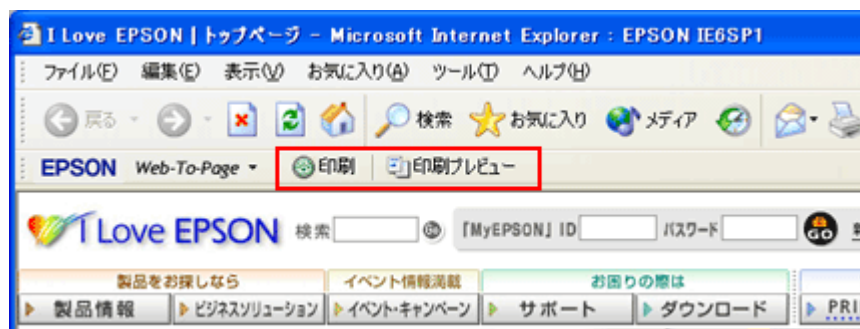 I Love EPSON | トップページ - Microsoft Internet Explorer : EPSON IE6SP1
ファイル(F) 編集(E) 表示(V) お気に入り(A) ツール(T) ヘルプ(H)
戻る 検索 お気に入り メディア
EPSON Web-To-Page 印刷 印刷プレビュー
I Love EPSON 検索 「MyEPSON」 ID パスワード GO
製品をお探しなら イベント情報満載 お困りの際は
製品情報 ビジネスソリューション イベント・キャンペーン サポート ダウンロード PRI